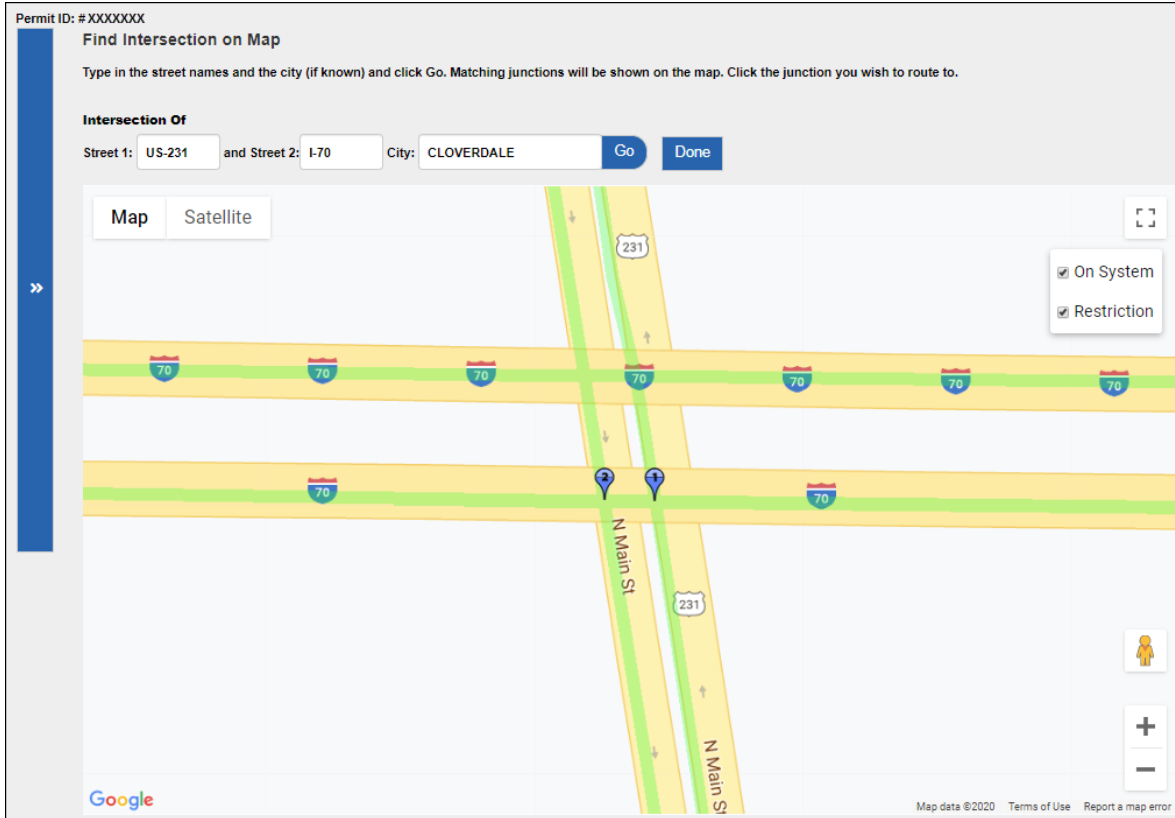 Permit ID: #XXXXXXX
Find Intersection on Map
Type in the street names and the city (if known) and click Go. Matching junctions will be shown on the map. Click the junction you wish to route to.
Intersection Of
Street 1: US-231 and Street 2: I-70 City: CLOVERDALE Go Done
Map Satellite
231
On System
»
Restriction
70 70 70 70 70 70 70
2 1
70 70
N Main St
231
N Main St
+
−
Google
Map data ©2020 Terms of Use Report a map error